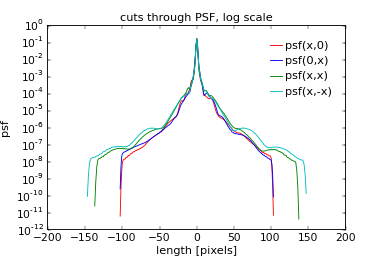 cuts through PSF, log scale
10^0
10^-1
10^-2
10^-3
10^-4
10^-5
10^-6
10^-7
10^-8
10^-9
10^-10
10^-11
10^-12
psf
psf(x,0)
psf(0,x)
psf(x,x)
psf(x,-x)
−200 −150 −100 −50 0 50 100 150 200
length [pixels]